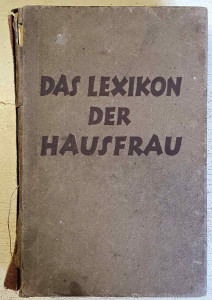 DAS LEXIKON
DER
HAUSFRAU